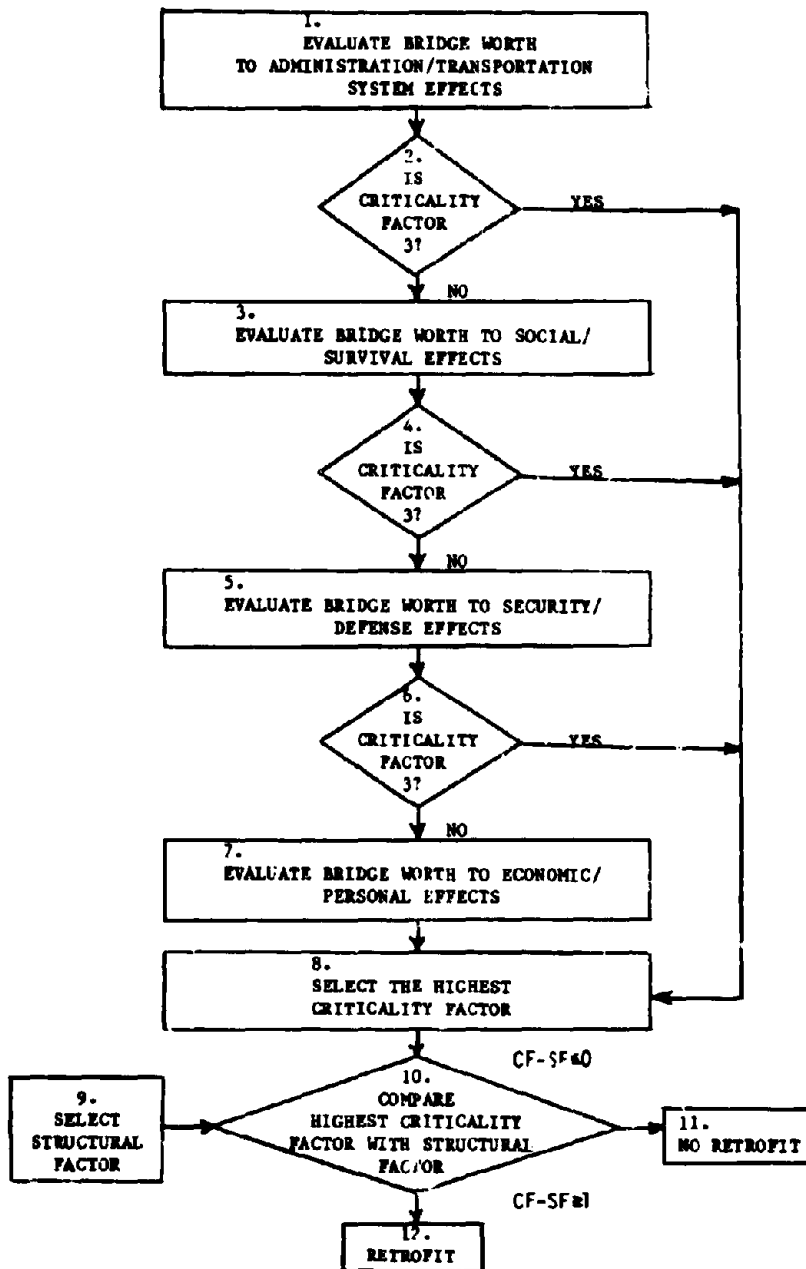 1.
EVALUATE BRIDGE WORTH
TO ADMINISTRATION/TRANSPORTATION
SYSTEM EFFECTS
2.
IS
CRITICALITY
FACTOR
3?
YES
NO
3.
EVALUATE BRIDGE WORTH TO SOCIAL/
SURVIVAL EFFECTS
4.
IS
CRITICALITY
FACTOR
3?
YES
NO
5.
EVALUATE BRIDGE WORTH TO SECURITY/
DEFENSE EFFECTS
6.
IS
CRITICALITY
FACTOR
3?
YES
NO
7.
EVALUATE BRIDGE WORTH TO ECONOMIC/
PERSONAL EFFECTS
8.
SELECT THE HIGHEST
CRITICALITY FACTOR
CF-SF≤0
9.
SELECT
STRUCTURAL
FACTOR
10.
COMPARE
HIGHEST CRITICALITY
FACTOR WITH STRUCTURAL
FACTOR
11.
NO RETROFIT
CF-SF≥1
12.
RETROFIT